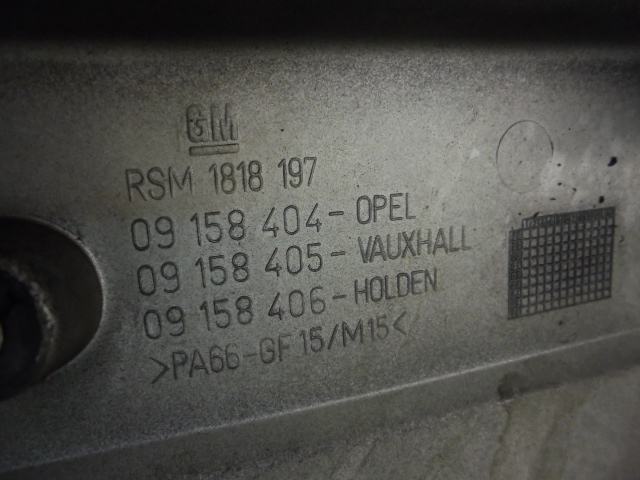 GM
RSM 1818 197
09 158 404-OPEL
09 158 405-VAUXHALL
09 158 406-HOLDEN
>PA66-GF15/M15<